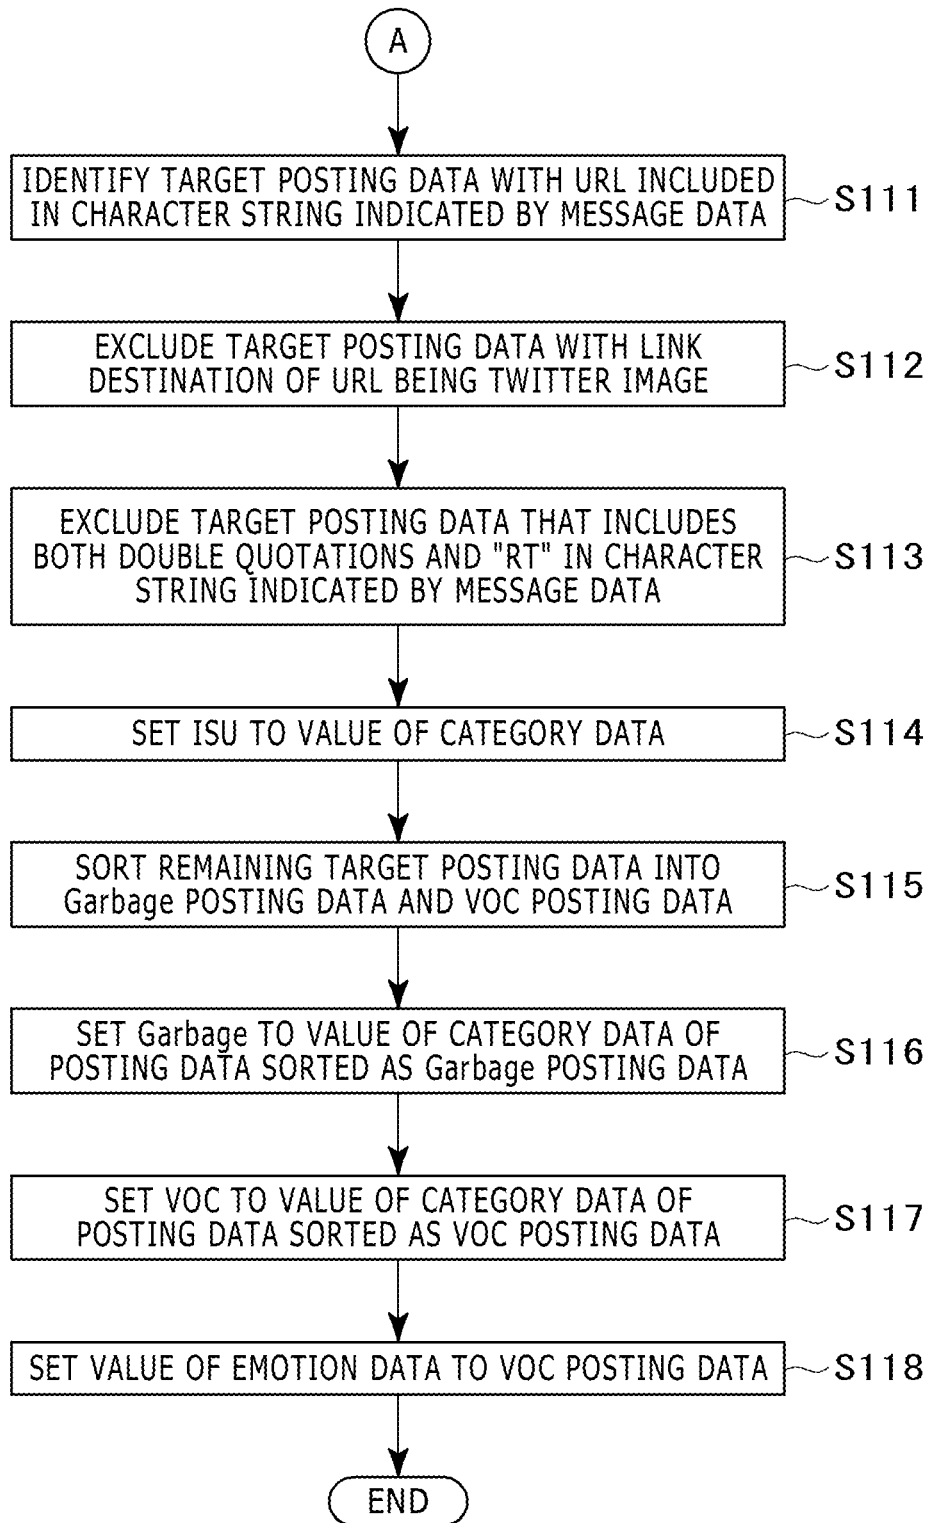 A
IDENTIFY TARGET POSTING DATA WITH URL INCLUDED
IN CHARACTER STRING INDICATED BY MESSAGE DATA
S111
EXCLUDE TARGET POSTING DATA WITH LINK
DESTINATION OF URL BEING TWITTER IMAGE
S112
EXCLUDE TARGET POSTING DATA THAT INCLUDES
BOTH DOUBLE QUOTATIONS AND "RT" IN CHARACTER
STRING INDICATED BY MESSAGE DATA
S113
SET ISU TO VALUE OF CATEGORY DATA
S114
SORT REMAINING TARGET POSTING DATA INTO
Garbage POSTING DATA AND VOC POSTING DATA
S115
SET Garbage TO VALUE OF CATEGORY DATA OF
POSTING DATA SORTED AS Garbage POSTING DATA
S116
SET VOC TO VALUE OF CATEGORY DATA OF
POSTING DATA SORTED AS VOC POSTING DATA
S117
SET VALUE OF EMOTION DATA TO VOC POSTING DATA
S118
END